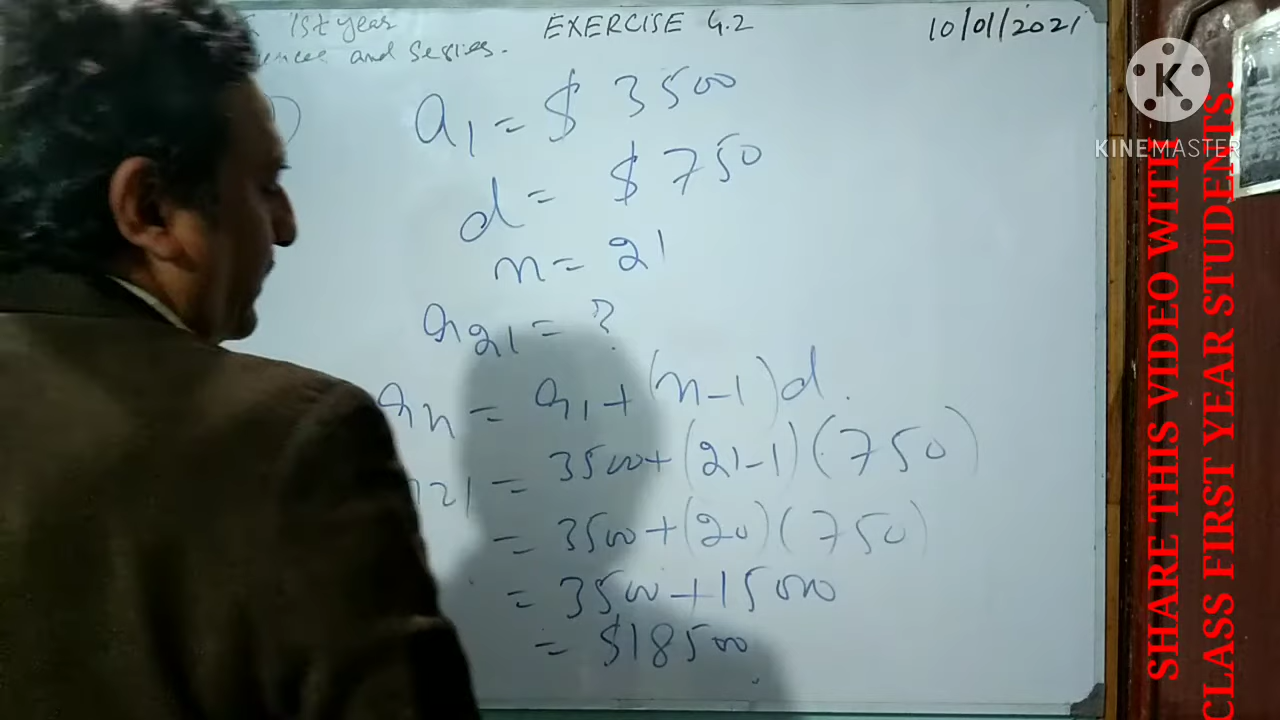 1st year EXERCISE 4.2 10/01/2021
and series.
a1 = $ 3500
d = $ 750
n = 21
a21 = ?
an = a1 + (n-1)d.
21 = 3500 + (21-1)(750)
= 3500 + (20)(750)
= 3500 + 15000
= $18500
K
KINEMASTER
SHARE THIS VIDEO WITH
CLASS FIRST YEAR STUDENTS.